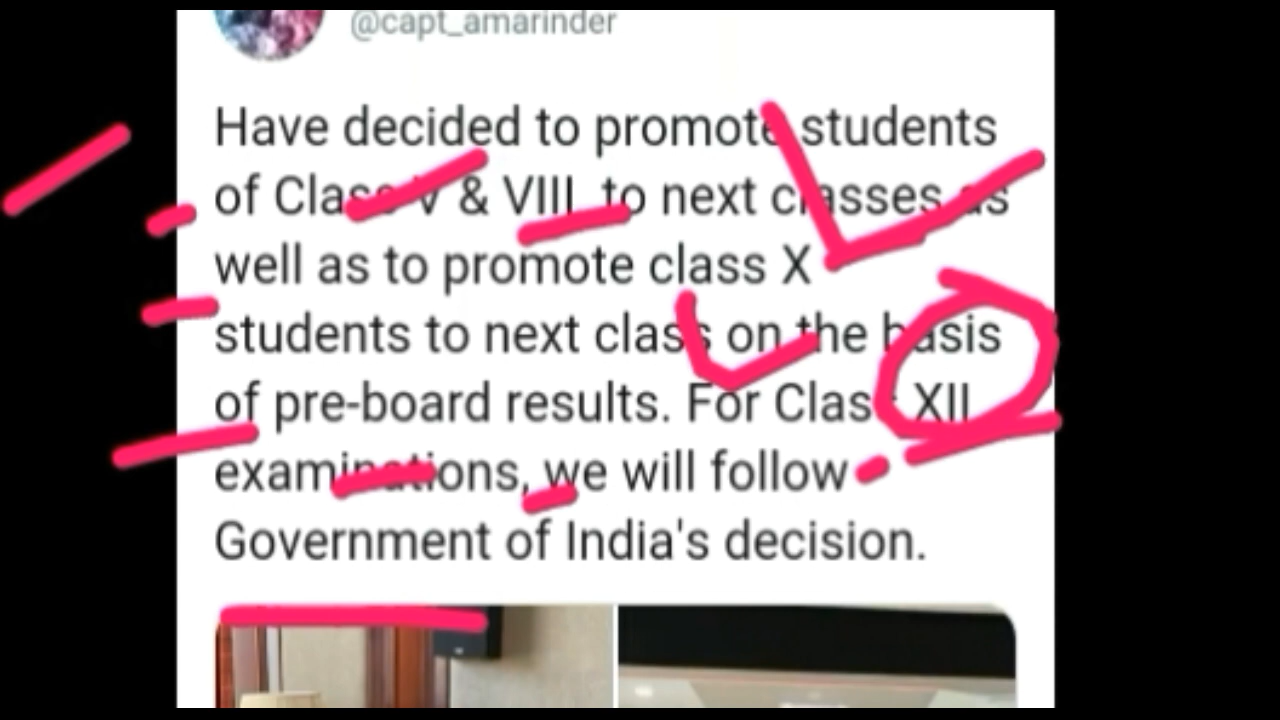 @capt_amarinder
Have decided to promote students
of Class V & VIII to next classes as
well as to promote class X
students to next class on the basis
of pre-board results. For Class XII
examinations, we will follow
Government of India's decision.